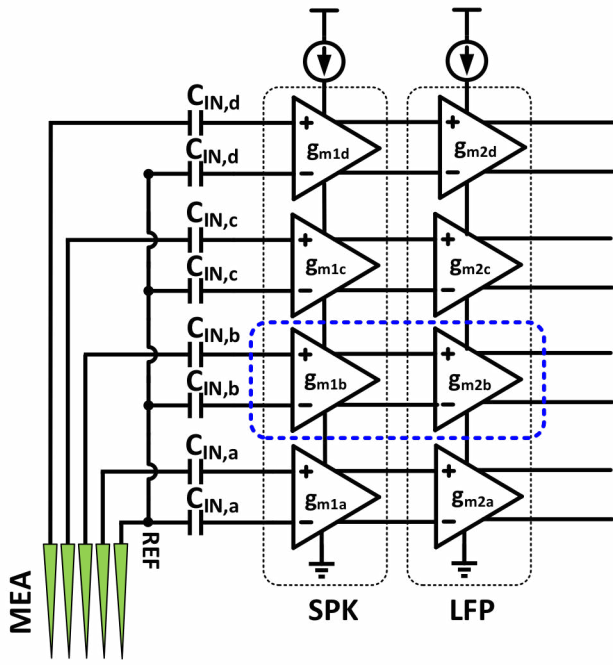 C_IN,d
+ g_m1d −
+ g_m2d −
C_IN,d
C_IN,c
+ g_m1c −
+ g_m2c −
C_IN,c
C_IN,b
+ g_m1b −
+ g_m2b −
C_IN,b
C_IN,a
+ g_m1a −
+ g_m2a −
C_IN,a
REF
MEA
SPK LFP